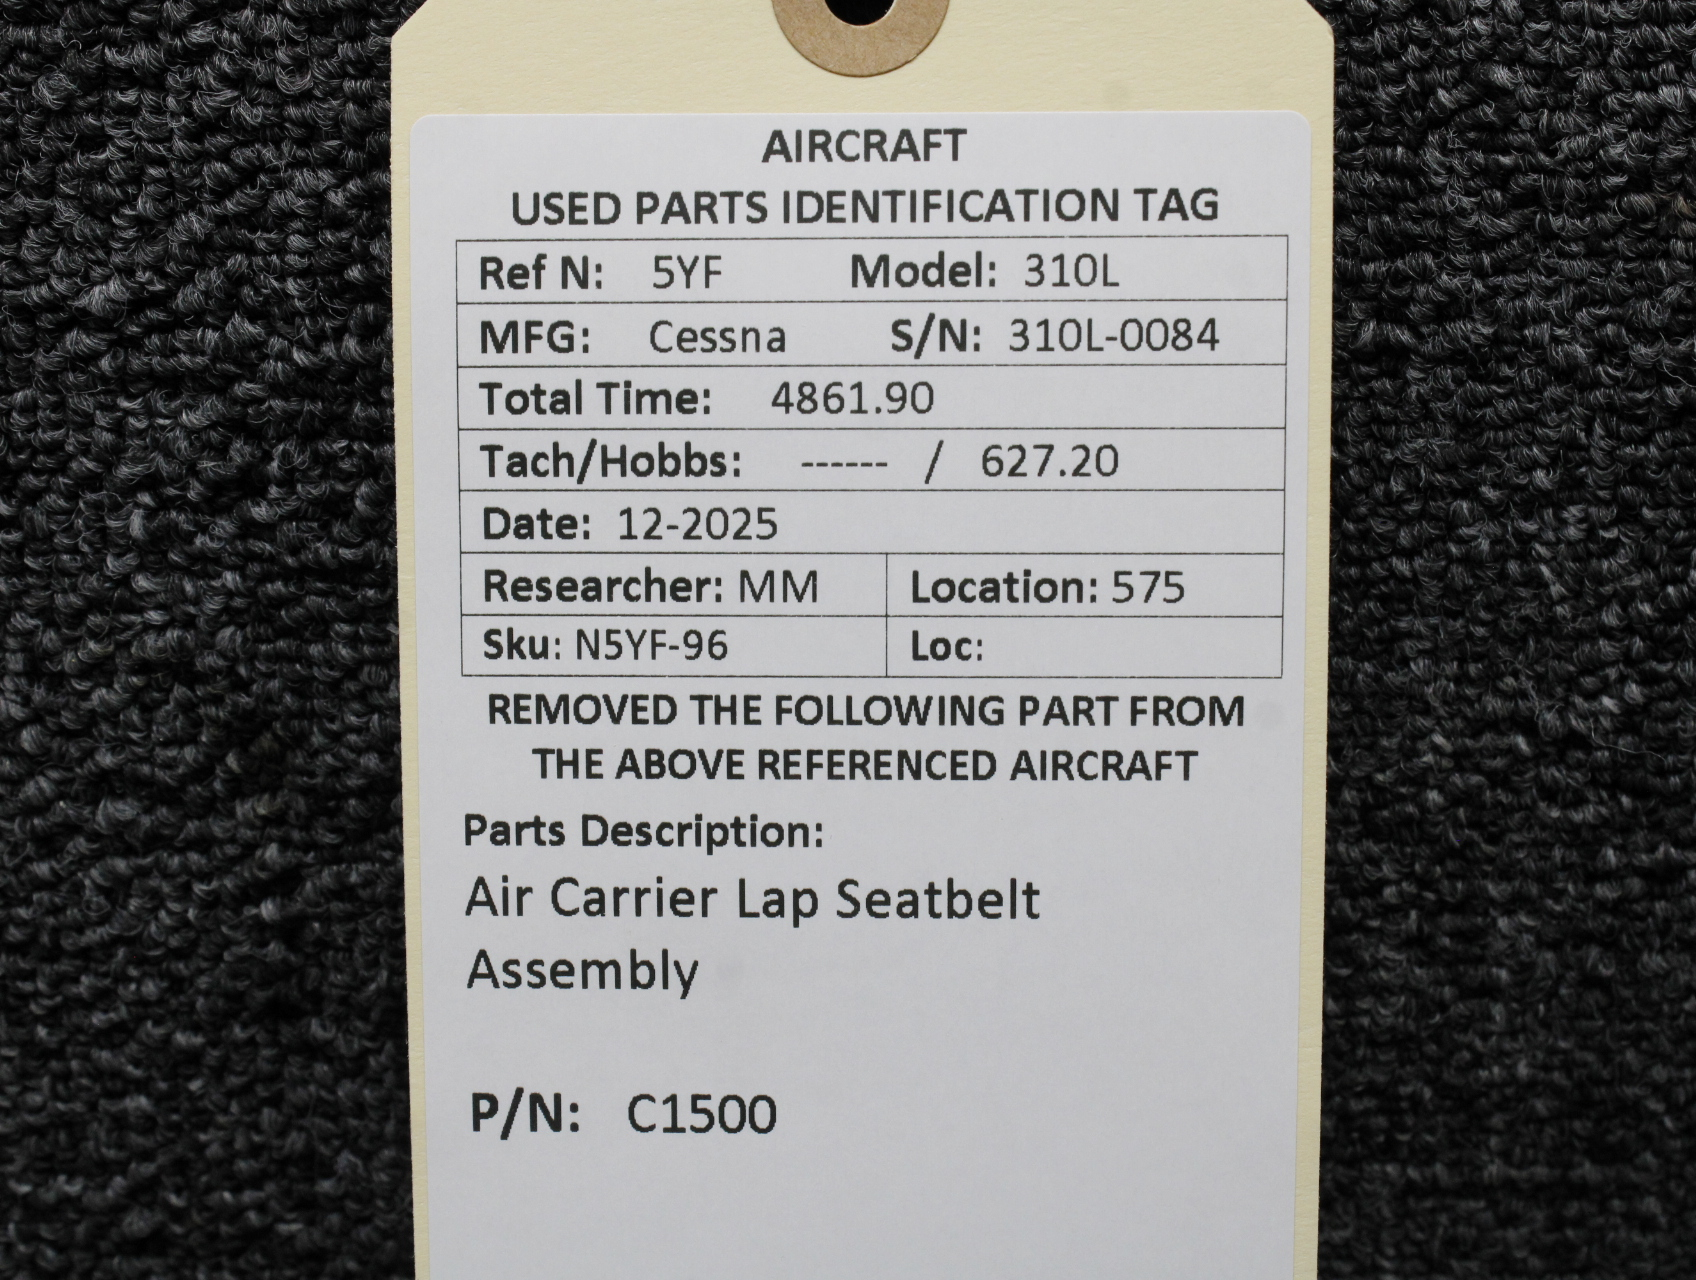 AIRCRAFT
USED PARTS IDENTIFICATION TAG
Ref N: 5YF Model: 310L
MFG: Cessna S/N: 310L-0084
Total Time: 4861.90
Tach/Hobbs: ------ / 627.20
Date: 12-2025
Researcher: MM Location: 575
Sku: N5YF-96 Loc:
REMOVED THE FOLLOWING PART FROM
THE ABOVE REFERENCED AIRCRAFT
Parts Description:
Air Carrier Lap Seatbelt
Assembly
P/N: C1500